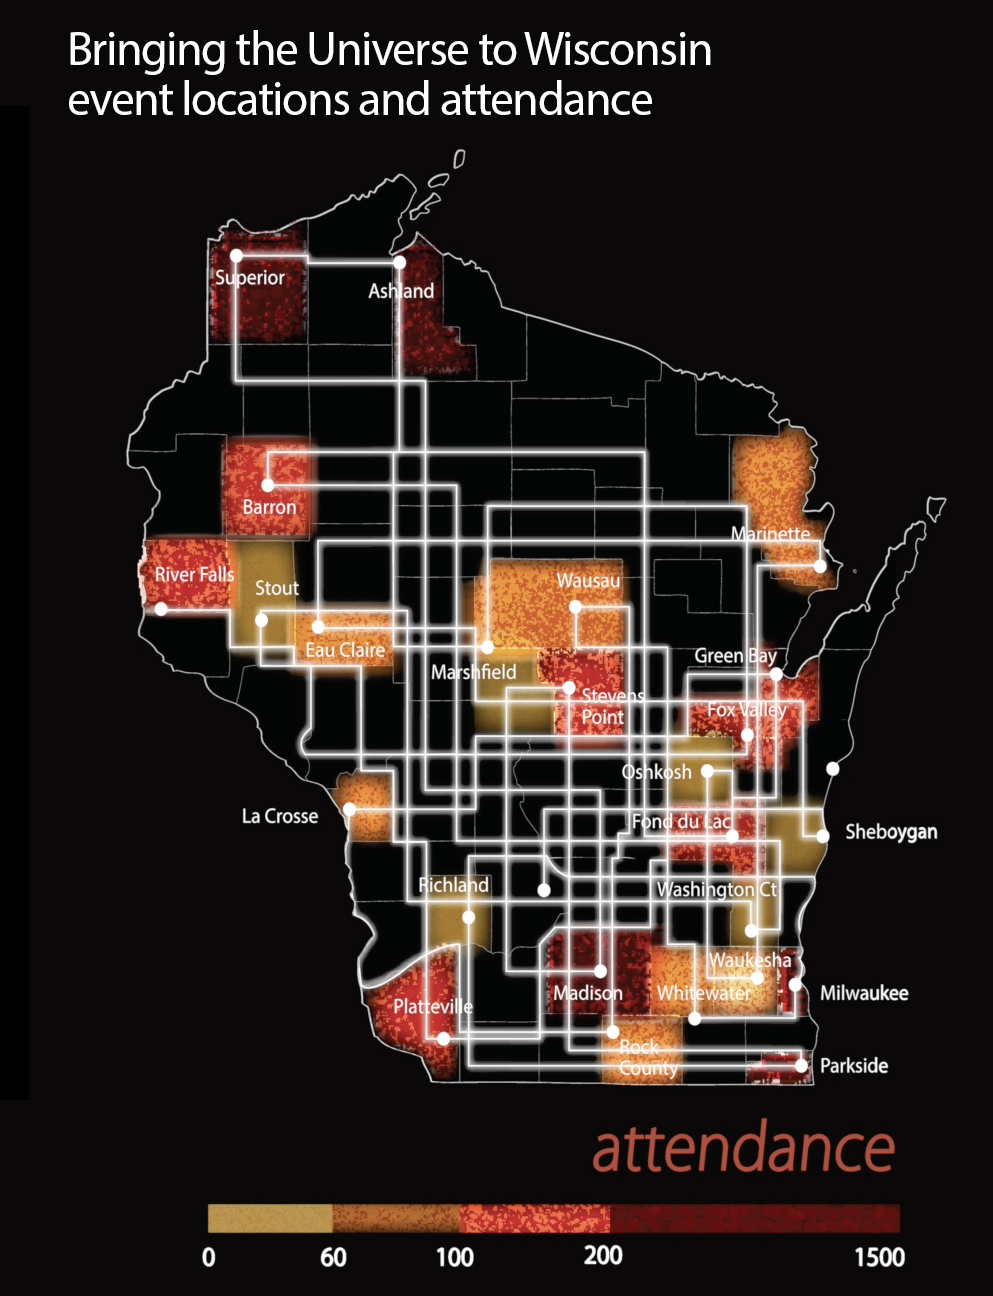 Bringing the Universe to Wisconsin
event locations and attendance
Superior
Ashland
Barron
Marinette
River Falls
Wausau
Stout
Eau Claire
Green Bay
Marshfield
Stevens
Point
Fox Valley
Oshkosh
La Crosse
Fond du Lac
Sheboygan
Richland
Washington Ct
Waukesha
Madison
Whitewater
Milwaukee
Platteville
Rock
County
Parkside
attendance
0 60 100 200 1500